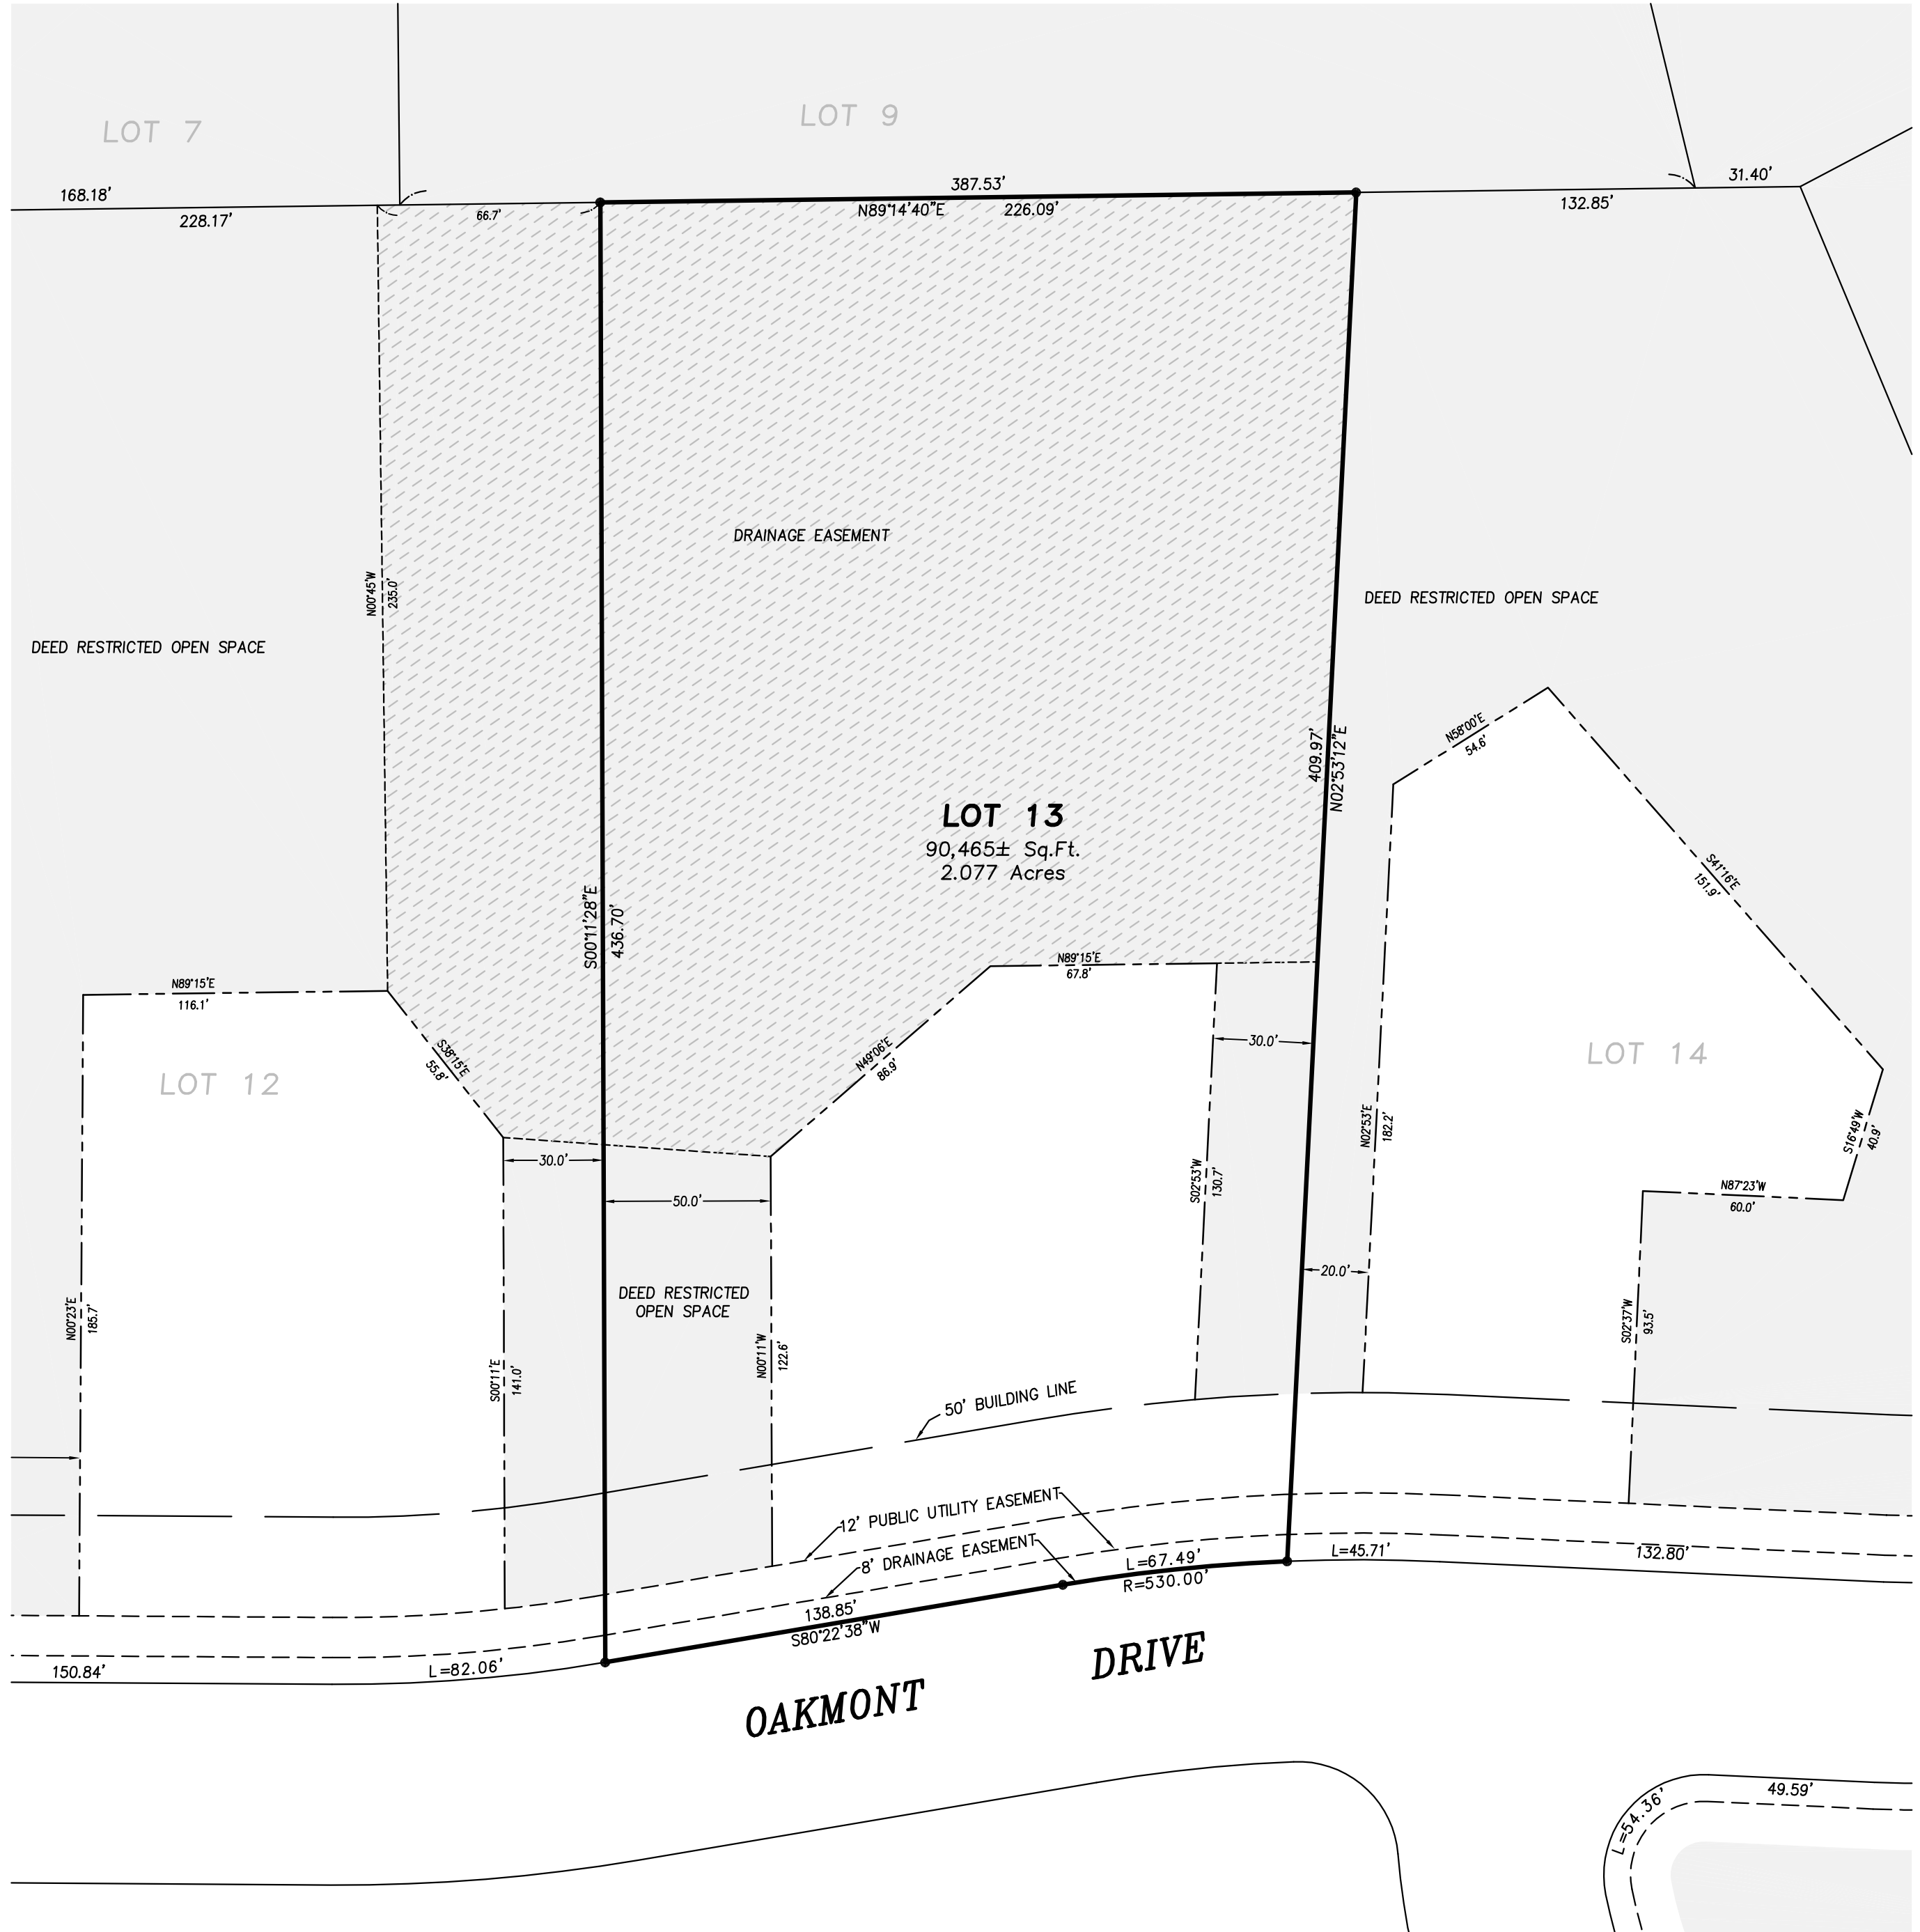 LOT 7
LOT 9
168.18'
228.17'
66.7'
387.53'
N89°14'40"E
226.09'
31.40'
132.85'
DRAINAGE EASEMENT
N00°45'W
235.0'
DEED RESTRICTED OPEN SPACE
DEED RESTRICTED OPEN SPACE
409.97'
N02°53'12"E
N58°00'E
54.6'
LOT 13
90,465± Sq.Ft.
2.077 Acres
S41°16'E
151.9'
S00°11'28"E
436.70'
N89°15'E
116.1'
N89°15'E
67.8'
S38°15'E
55.8'
N49°06'E
86.9'
30.0'
LOT 12
LOT 14
N02°53'E
182.2'
S16°49'W
40.9'
30.0'
50.0'
S02°53'W
130.7'
N87°23'W
60.0'
20.0'
DEED RESTRICTED
OPEN SPACE
N00°23'E
185.7'
S00°11'E
141.0'
N00°11'W
122.6'
S02°37'W
93.5'
50' BUILDING LINE
12' PUBLIC UTILITY EASEMENT
8' DRAINAGE EASEMENT
L=67.49'
R=530.00'
L=45.71'
132.80'
138.85'
S80°22'38"W
150.84'
L=82.06'
OAKMONT DRIVE
L=54.36'
49.59'